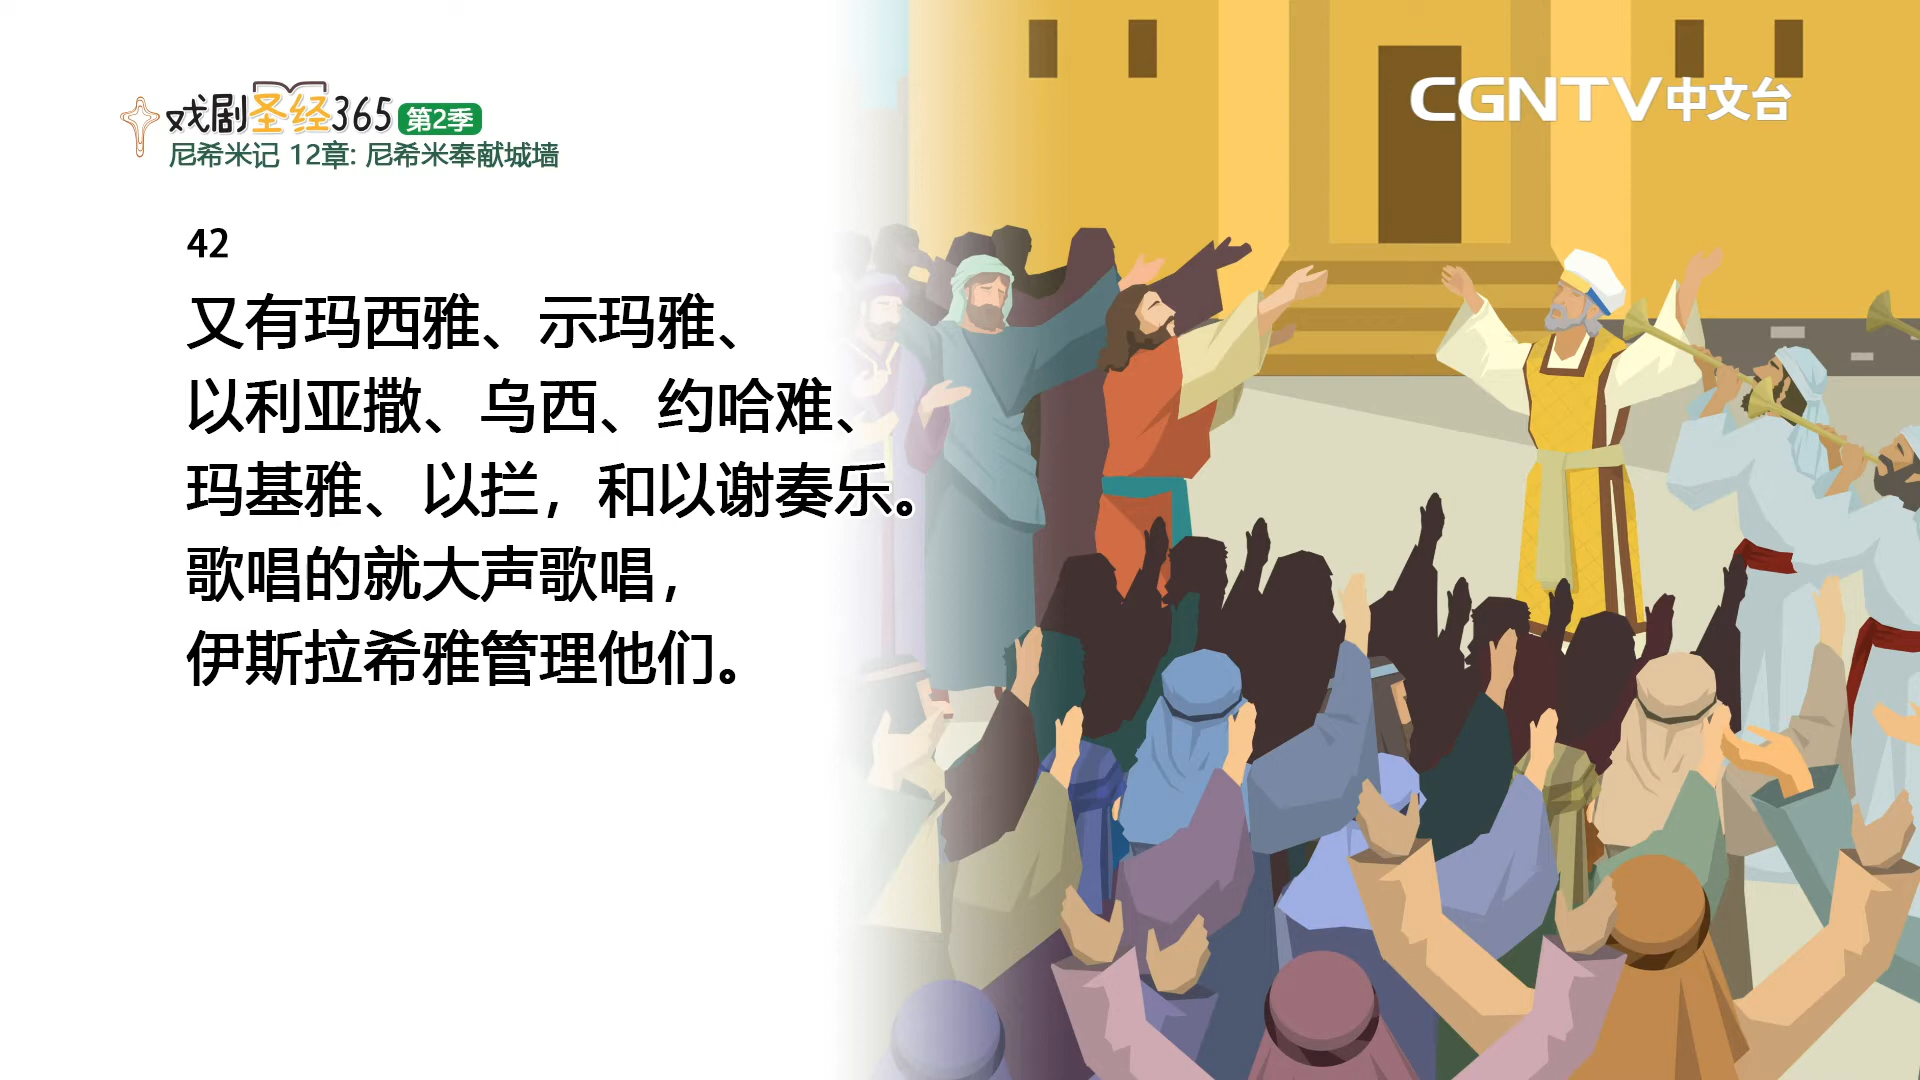 戏剧圣经365 第2季
尼希米记 12章: 尼希米奉献城墙
CGNTV中文台
42
又有玛西雅、示玛雅、
以利亚撒、乌西、约哈难、
玛基雅、以拦，和以谢奏乐。
歌唱的就大声歌唱，
伊斯拉希雅管理他们。